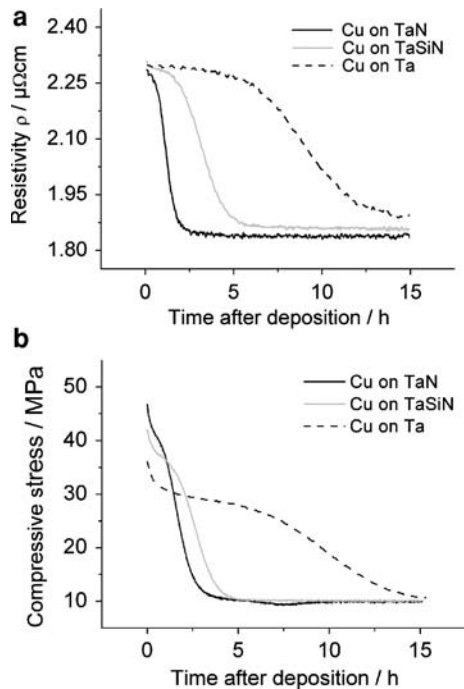 a
2.40
2.25
2.10
1.95
1.80
Resistivity ρ / μΩcm
Cu on TaN
Cu on TaSiN
Cu on Ta
0 5 10 15
Time after deposition / h
b
50
40
30
20
10
Compressive stress / MPa
Cu on TaN
Cu on TaSiN
Cu on Ta
0 5 10 15
Time after deposition / h